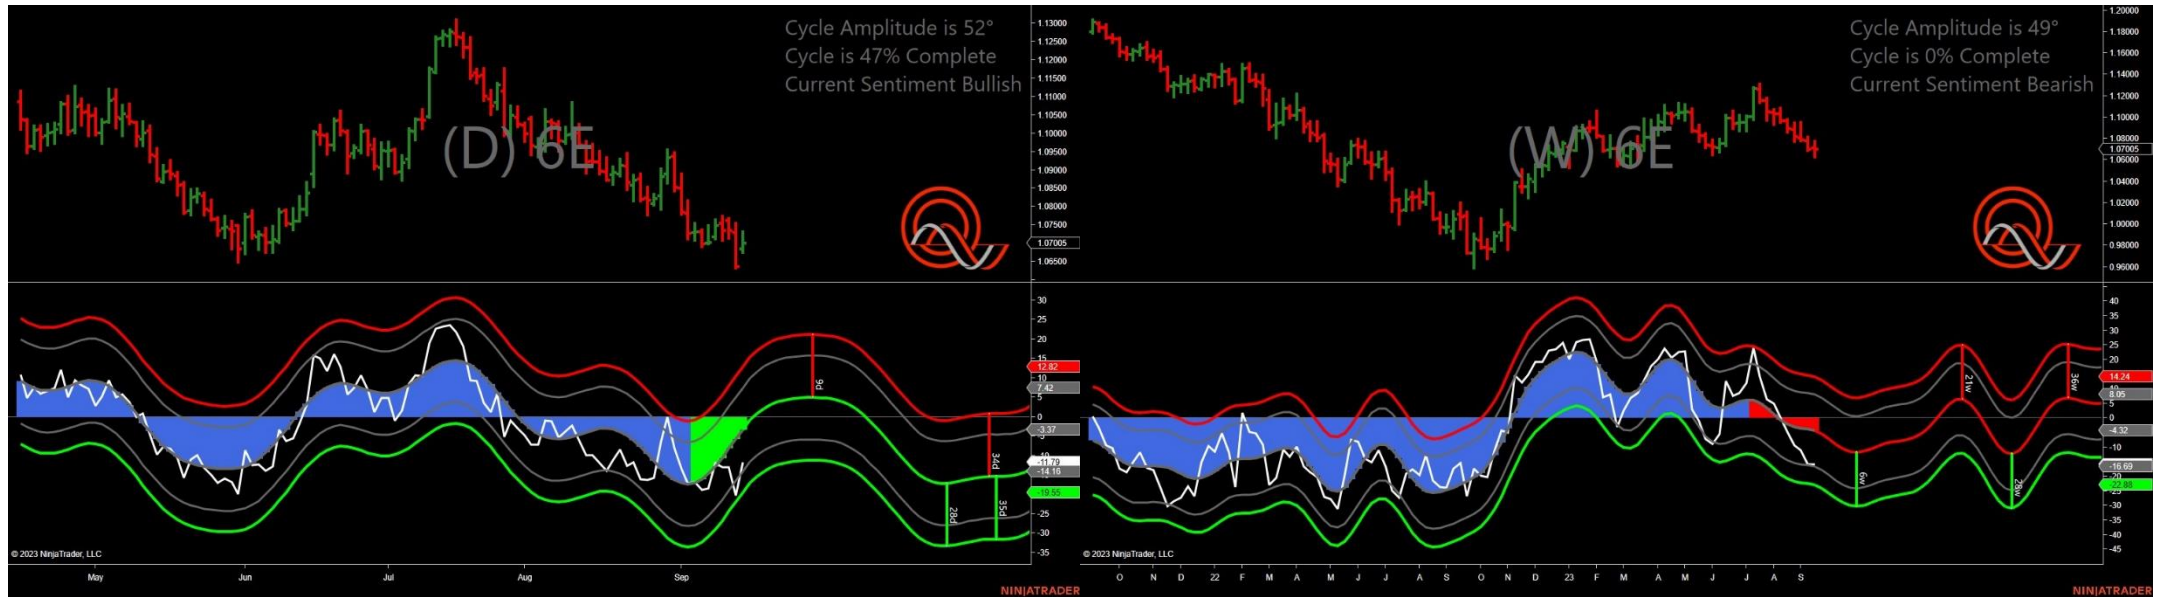 Cycle Amplitude is 52°
Cycle is 47% Complete
Current Sentiment Bullish
(D) 6E
1.13000
1.12500
1.12000
1.11500
1.11000
1.10500
1.10000
1.09500
1.09000
1.08500
1.08000
1.07500
1.07005
1.06500
30
25
20
15
12.82
10
7.42
5
0
-3.37
-11.79
-14.16
-19.55
-25
-30
-35
9d
34d
28d
35d
© 2023 NinjaTrader, LLC
May
Jun
Jul
Aug
Sep
NINJATRADER
Cycle Amplitude is 49°
Cycle is 0% Complete
Current Sentiment Bearish
(W) 6E
1.20000
1.18000
1.16000
1.14000
1.12000
1.10000
1.08000
1.07005
1.06000
1.04000
1.02000
1.00000
0.98000
0.96000
40
35
30
25
20
14.24
8.05
5
0
-4.32
-10
-16.69
-20
-22.88
-30
-35
-40
-45
21w
36w
6w
28w
© 2023 NinjaTrader, LLC
O N D 22 F M A M J J A S O N D 23 F M A M J J A S
NINJATRADER